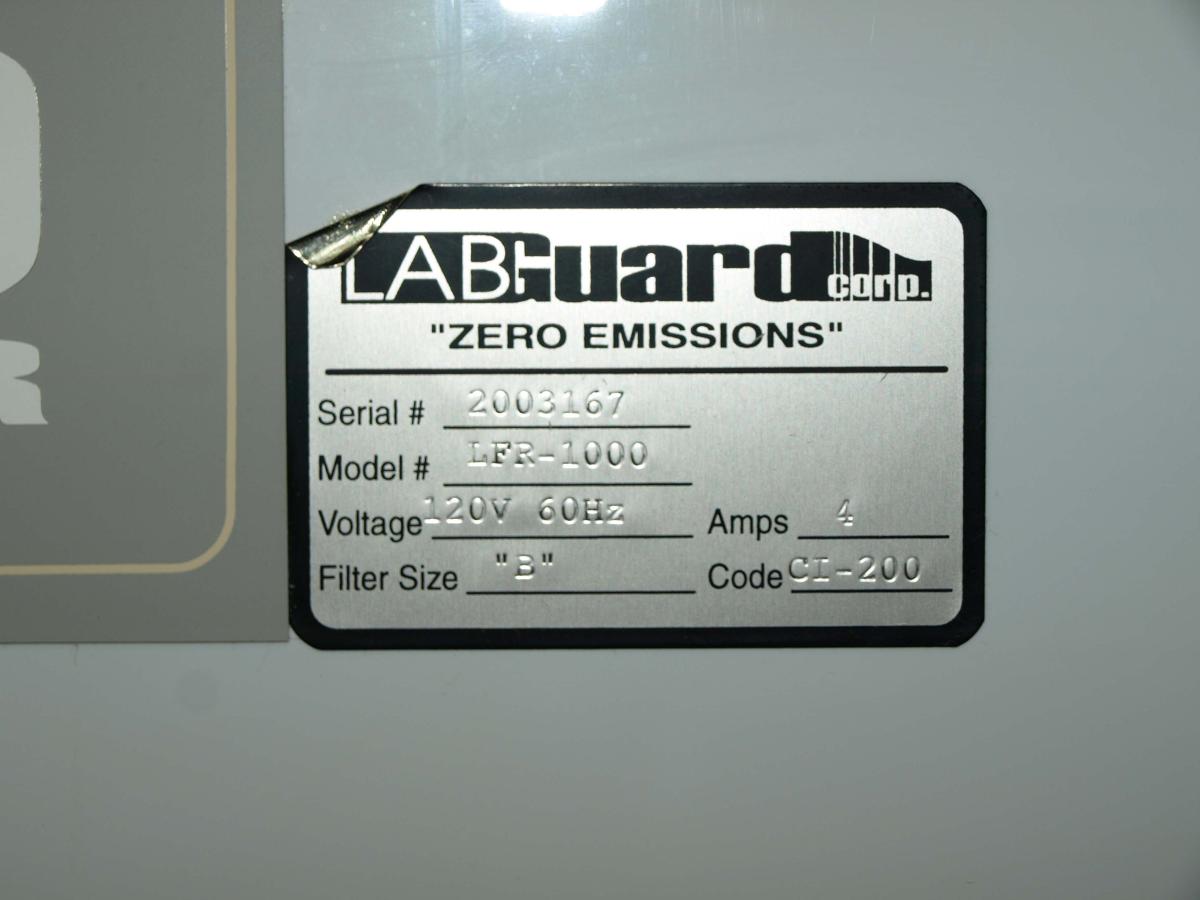 LABGuard corp.
"ZERO EMISSIONS"
Serial # 2003167
Model # LFR-1000
Voltage 120V 60Hz Amps 4
Filter Size "B" Code CI-200